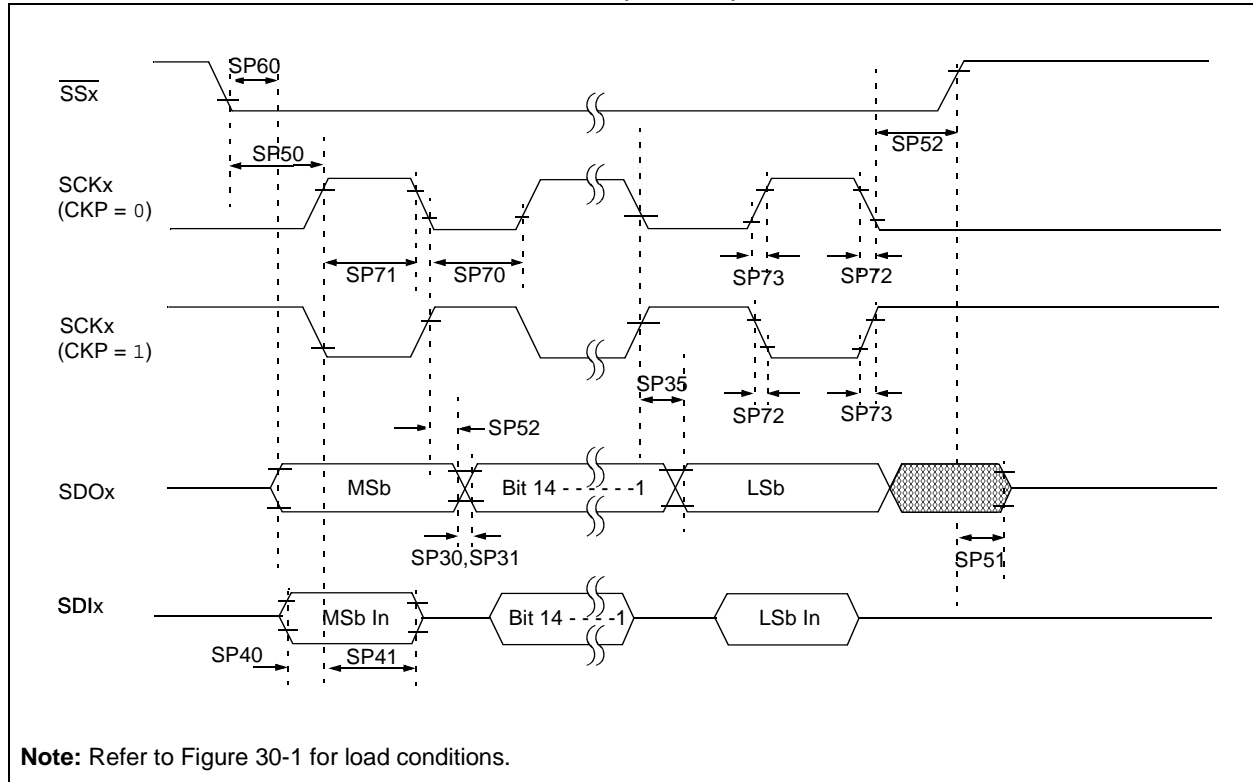 SP60
SSx
SP50
SP52
SCKx
(CKP = 0)
SP71
SP70
SP73
SP72
SCKx
(CKP = 1)
SP35
SP72
SP73
SP52
SDOx
MSb
Bit 14 - - - - - -1
LSb
SP30,SP31
SP51
SDIx
MSb In
Bit 14 - - - -1
LSb In
SP40
SP41
Note: Refer to Figure 30-1 for load conditions.